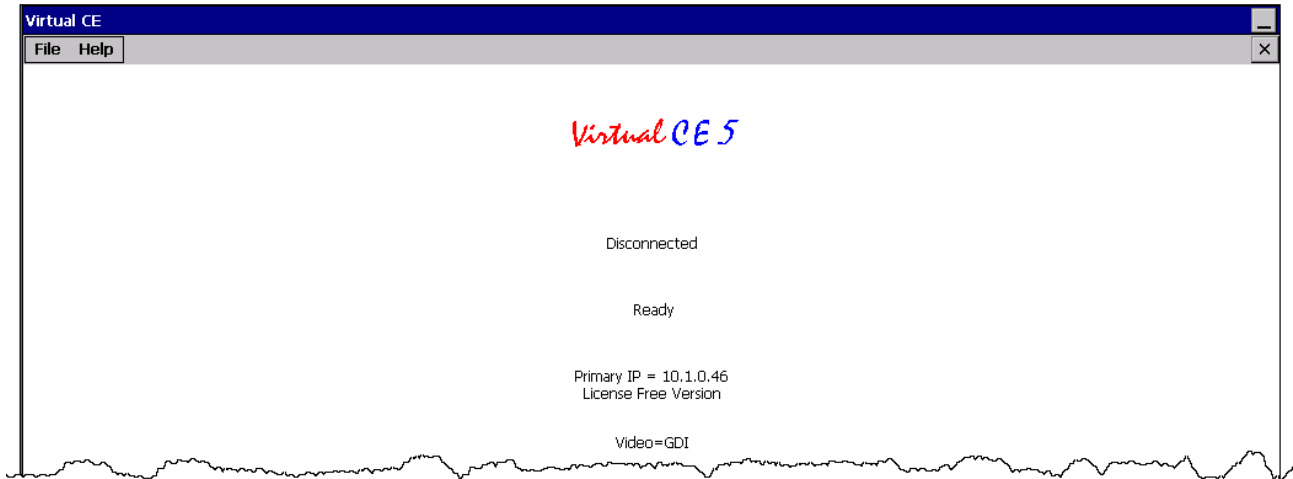 Virtual CE
File Help
Virtual CE 5
Disconnected
Ready
Primary IP = 10.1.0.46
License Free Version
Video=GDI